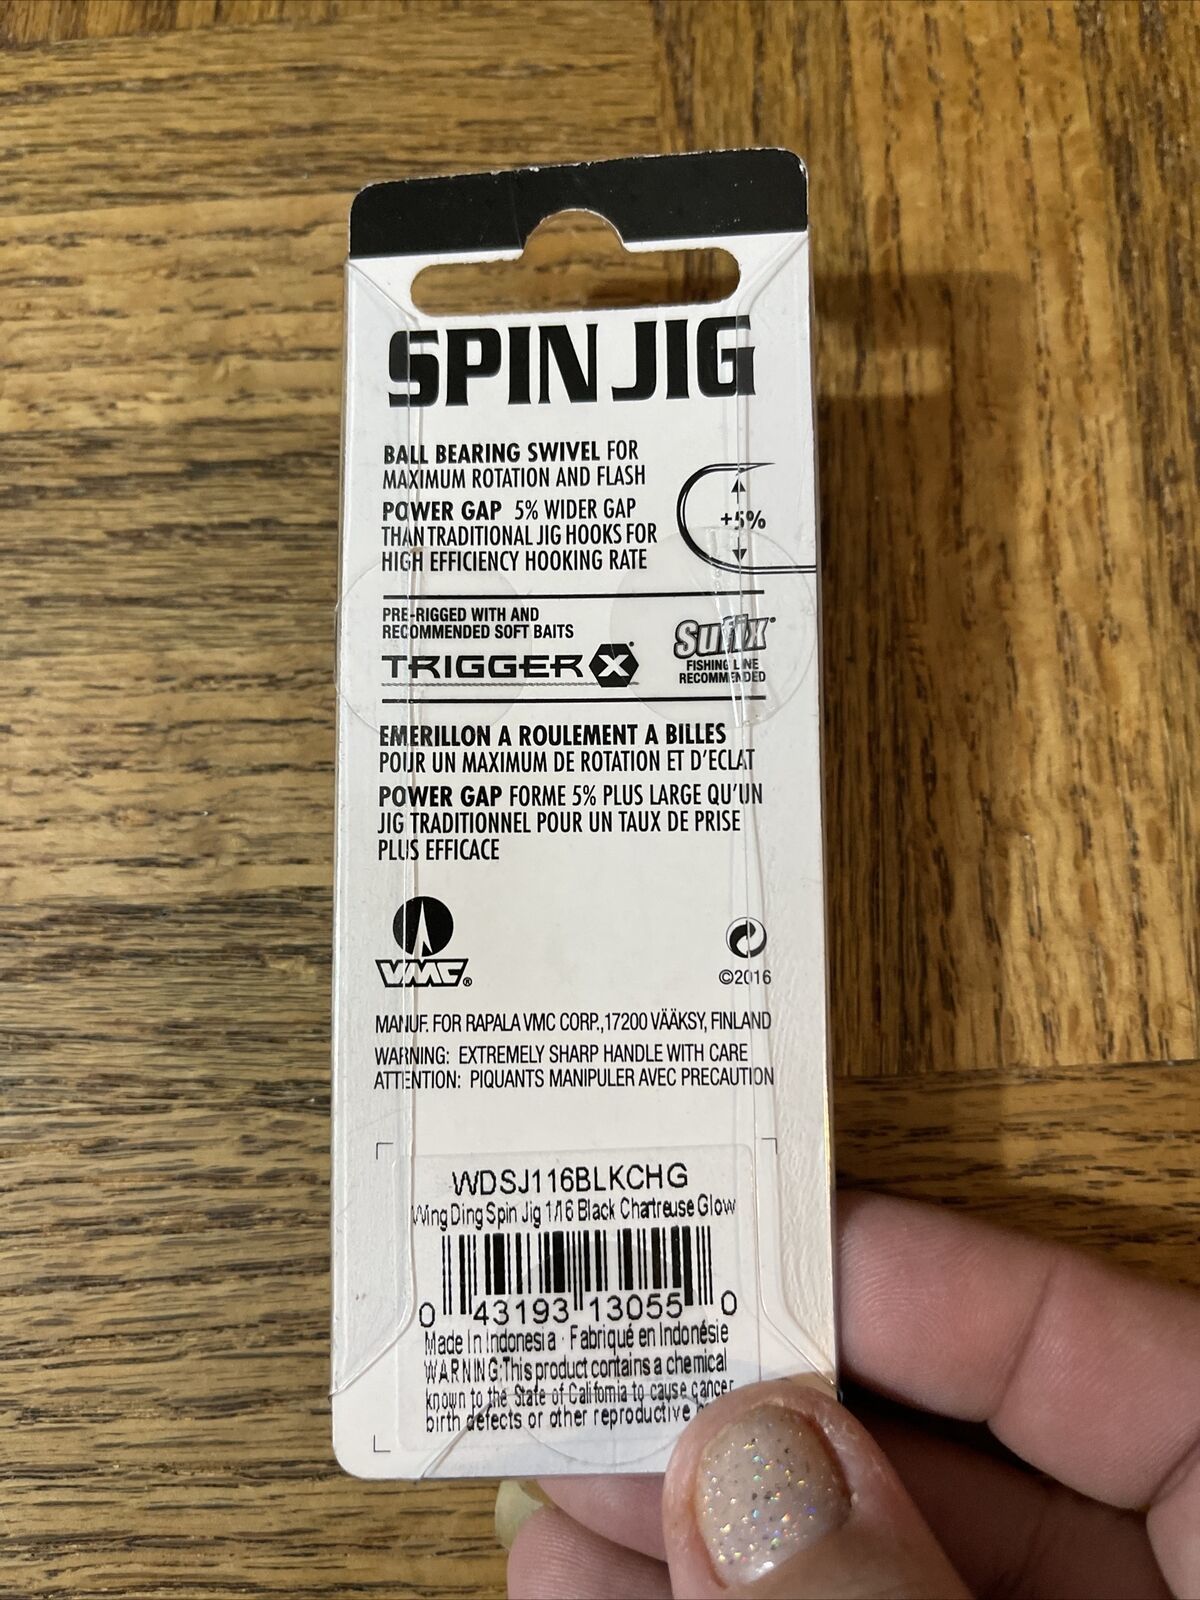 SPIN JIG
BALL BEARING SWIVEL FOR
MAXIMUM ROTATION AND FLASH
POWER GAP 5% WIDER GAP
THAN TRADITIONAL JIG HOOKS FOR
HIGH EFFICIENCY HOOKING RATE
+5%
PRE-RIGGED WITH AND
RECOMMENDED SOFT BAITS
TRIGGER X
Sufix
FISHING LINE
RECOMMENDED
EMERILLON A ROULEMENT A BILLES
POUR UN MAXIMUM DE ROTATION ET D'ECLAT
POWER GAP FORME 5% PLUS LARGE QU'UN
JIG TRADITIONNEL POUR UN TAUX DE PRISE
PLUS EFFICACE
VMC®
©2016
MANUF. FOR RAPALA VMC CORP.,17200 VÄÄKSY, FINLAND
WARNING: EXTREMELY SHARP HANDLE WITH CARE
ATTENTION: PIQUANTS MANIPULER AVEC PRECAUTION
WDSJ116BLKCHG
Wing Ding Spin Jig 1/16 Black Chartreuse Glow
0 43193 13055 0
Made In Indonesia · Fabriqué en Indonésie
WARNING:This product contains a chemical
known to the State of California to cause cancer,
birth defects or other reproductive